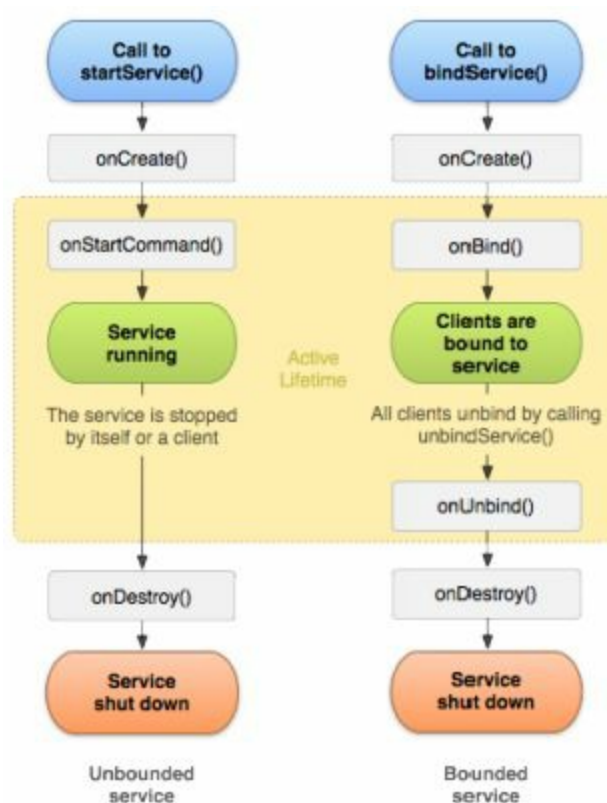 Call to
startService()
onCreate()
onStartCommand()
Service
running
The service is stopped
by itself or a client
onDestroy()
Service
shut down
Unbounded
service
Active
Lifetime
Call to
bindService()
onCreate()
onBind()
Clients are
bound to
service
All clients unbind by calling
unbindService()
onUnbind()
onDestroy()
Service
shut down
Bounded
service